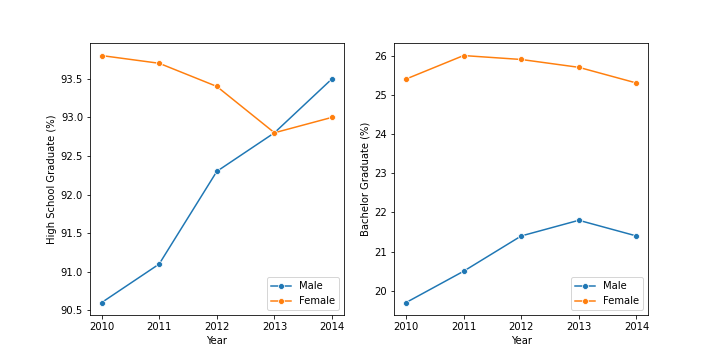 High School Graduate (%)
93.5
93.0
92.5
92.0
91.5
91.0
90.5
2010 2011 2012 2013 2014
Year
Male
Female
Bachelor Graduate (%)
26
25
24
23
22
21
20
2010 2011 2012 2013 2014
Year
Male
Female